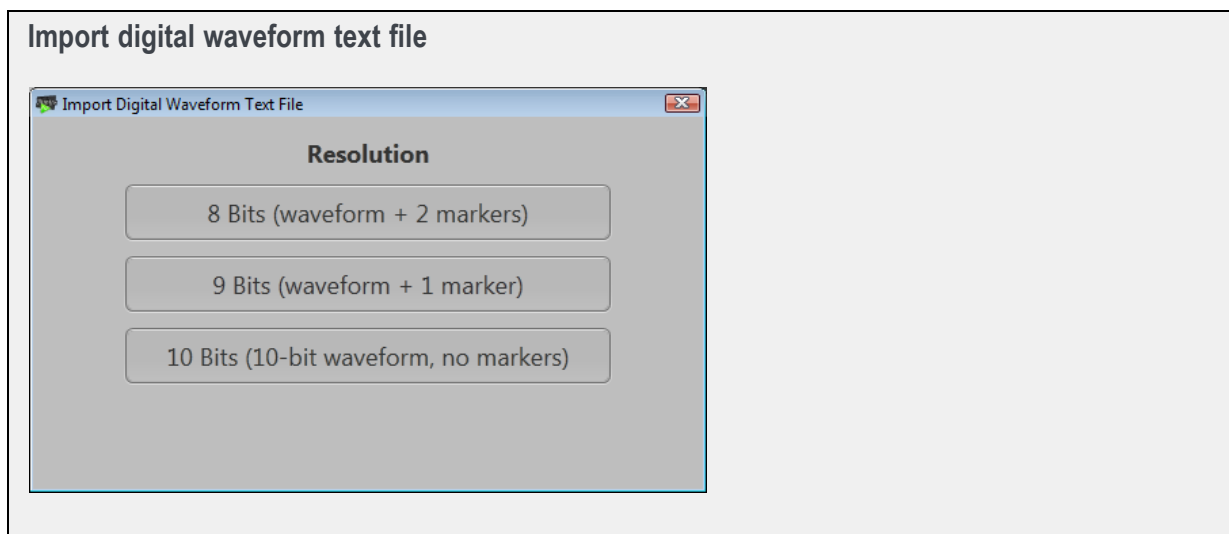 Import digital waveform text file
Import Digital Waveform Text File
Resolution
8 Bits (waveform + 2 markers)
9 Bits (waveform + 1 marker)
10 Bits (10-bit waveform, no markers)